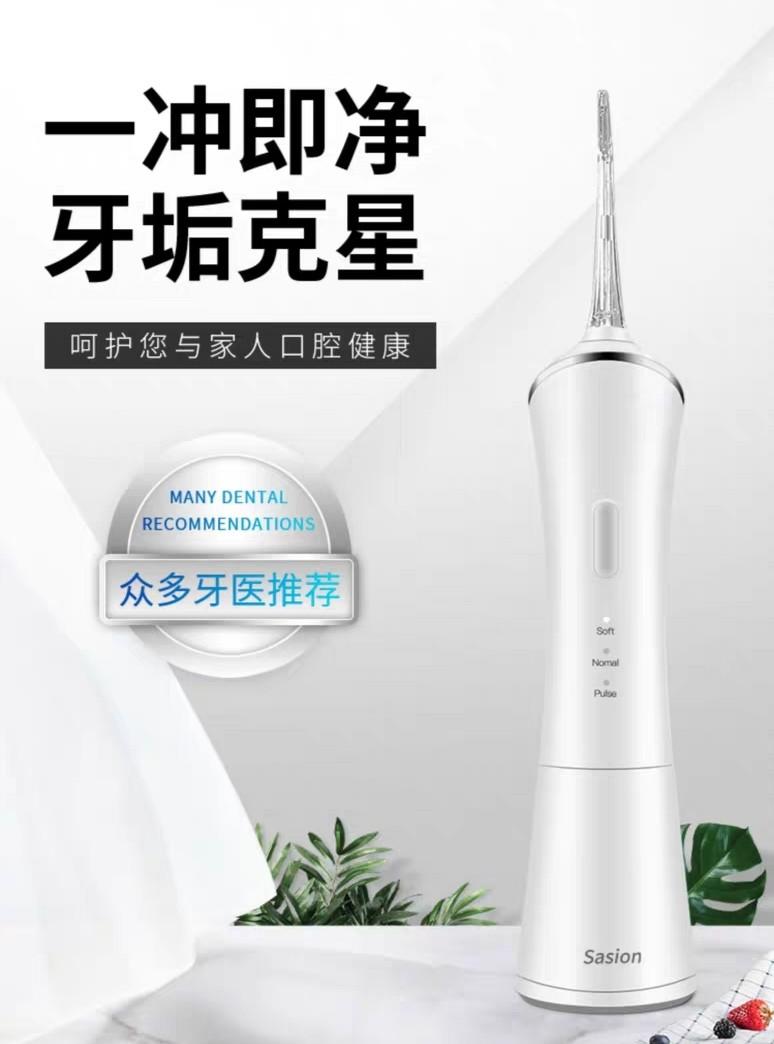 一冲即净
牙垢克星
呵护您与家人口腔健康
MANY DENTAL
RECOMMENDATIONS
众多牙医推荐
Soft
Nomal
Pulse
Sasion